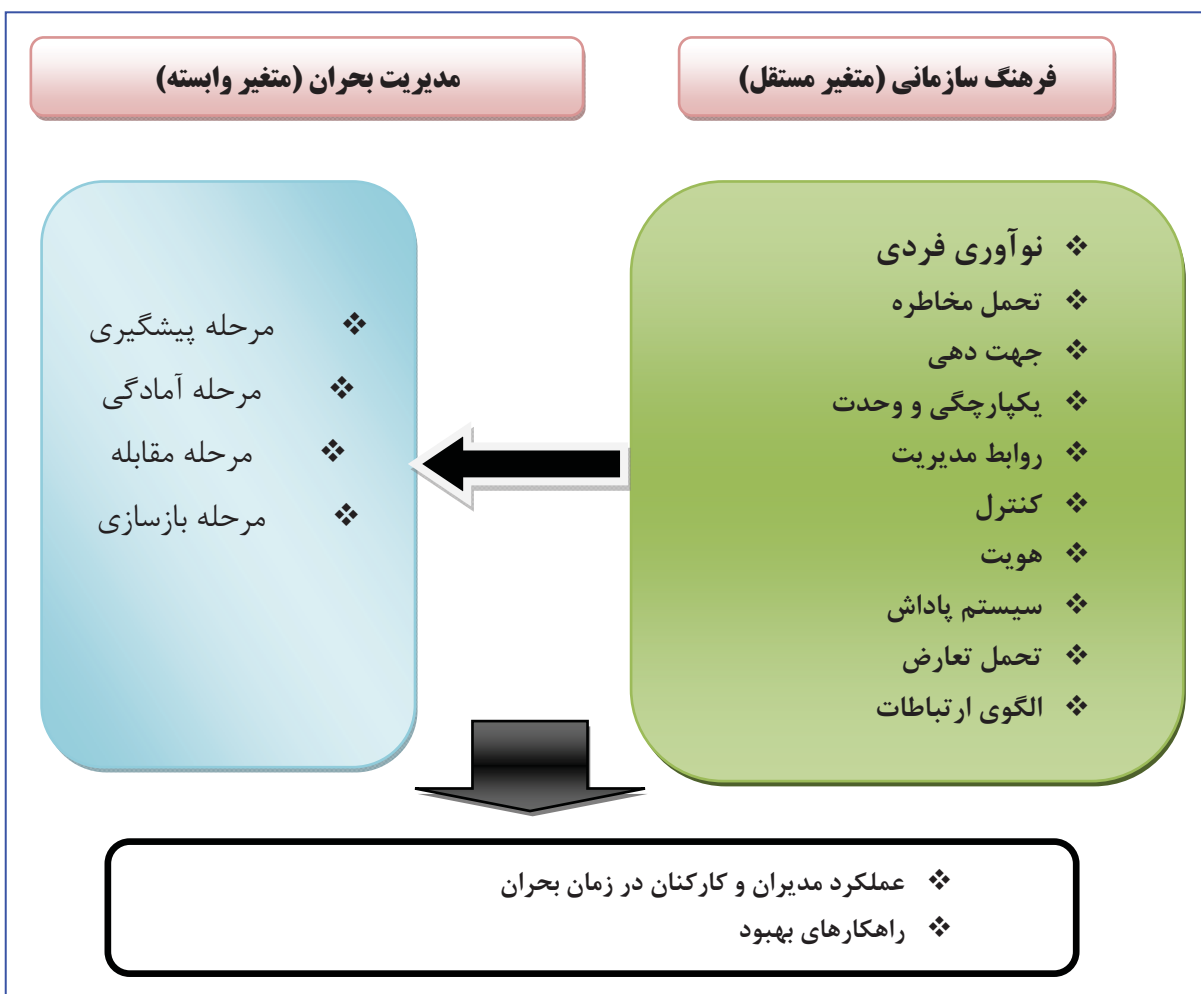 فرهنگ سازمانی (متغیر مستقل)
مدیریت بحران (متغیر وابسته)
❖ نوآوری فردی
❖ تحمل مخاطره
❖ جهت دهی
❖ یکپارچگی و وحدت
❖ روابط مدیریت
❖ کنترل
❖ هویت
❖ سیستم پاداش
❖ تحمل تعارض
❖ الگوی ارتباطات
❖ مرحله پیشگیری
❖ مرحله آمادگی
❖ مرحله مقابله
❖ مرحله بازسازی
❖ عملکرد مدیران و کارکنان در زمان بحران
❖ راهکارهای بهبود